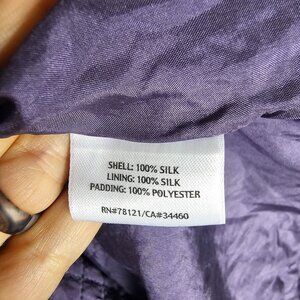 SHELL: 100% SILK
LINING: 100% SILK
PADDING: 100% POLYESTER
RN#78121/CA#34460